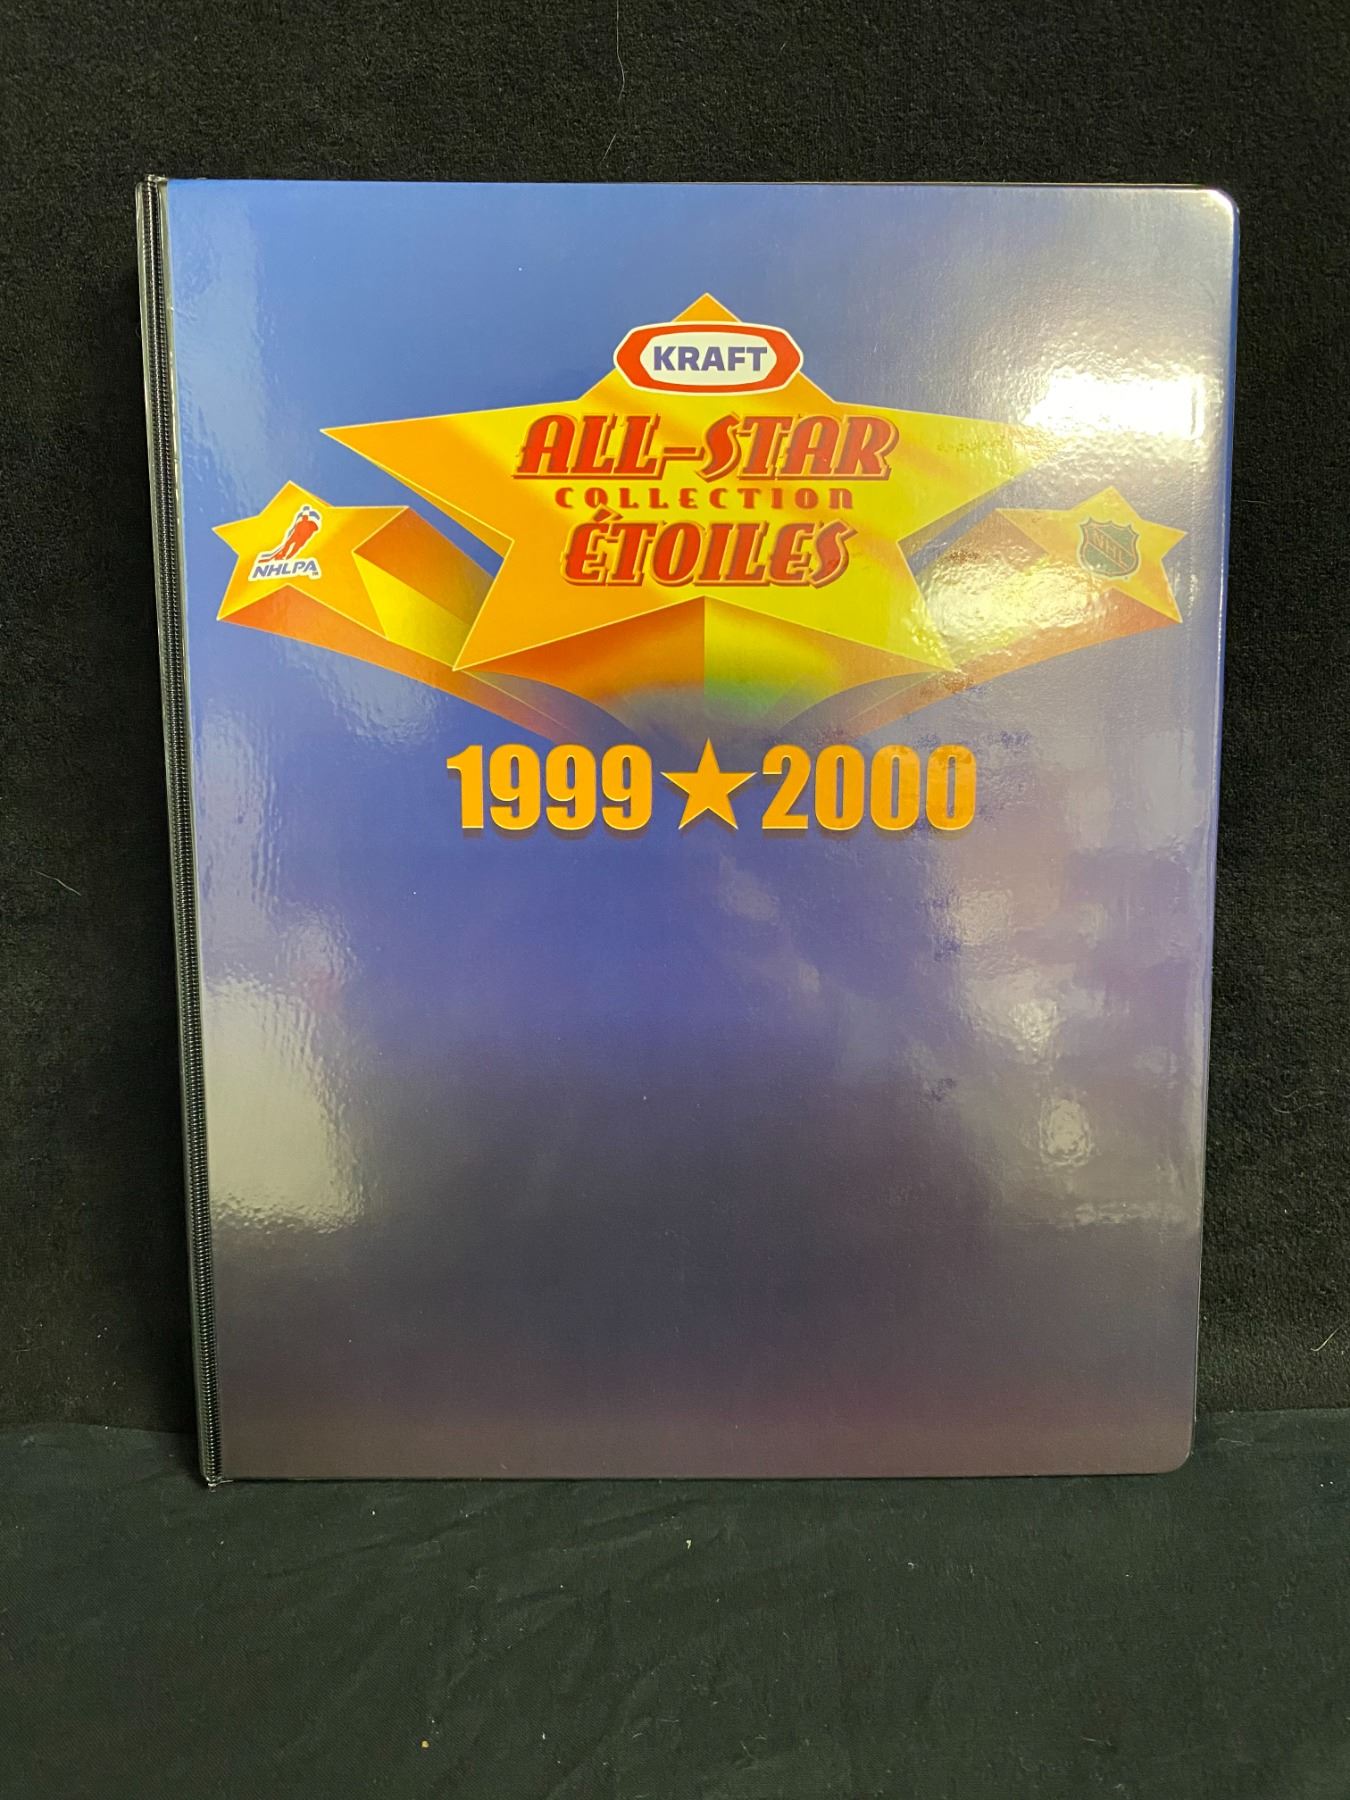 KRAFT
ALL-STAR
COLLECTION
ÉTOILES
NHLPA
NHL
1999★2000